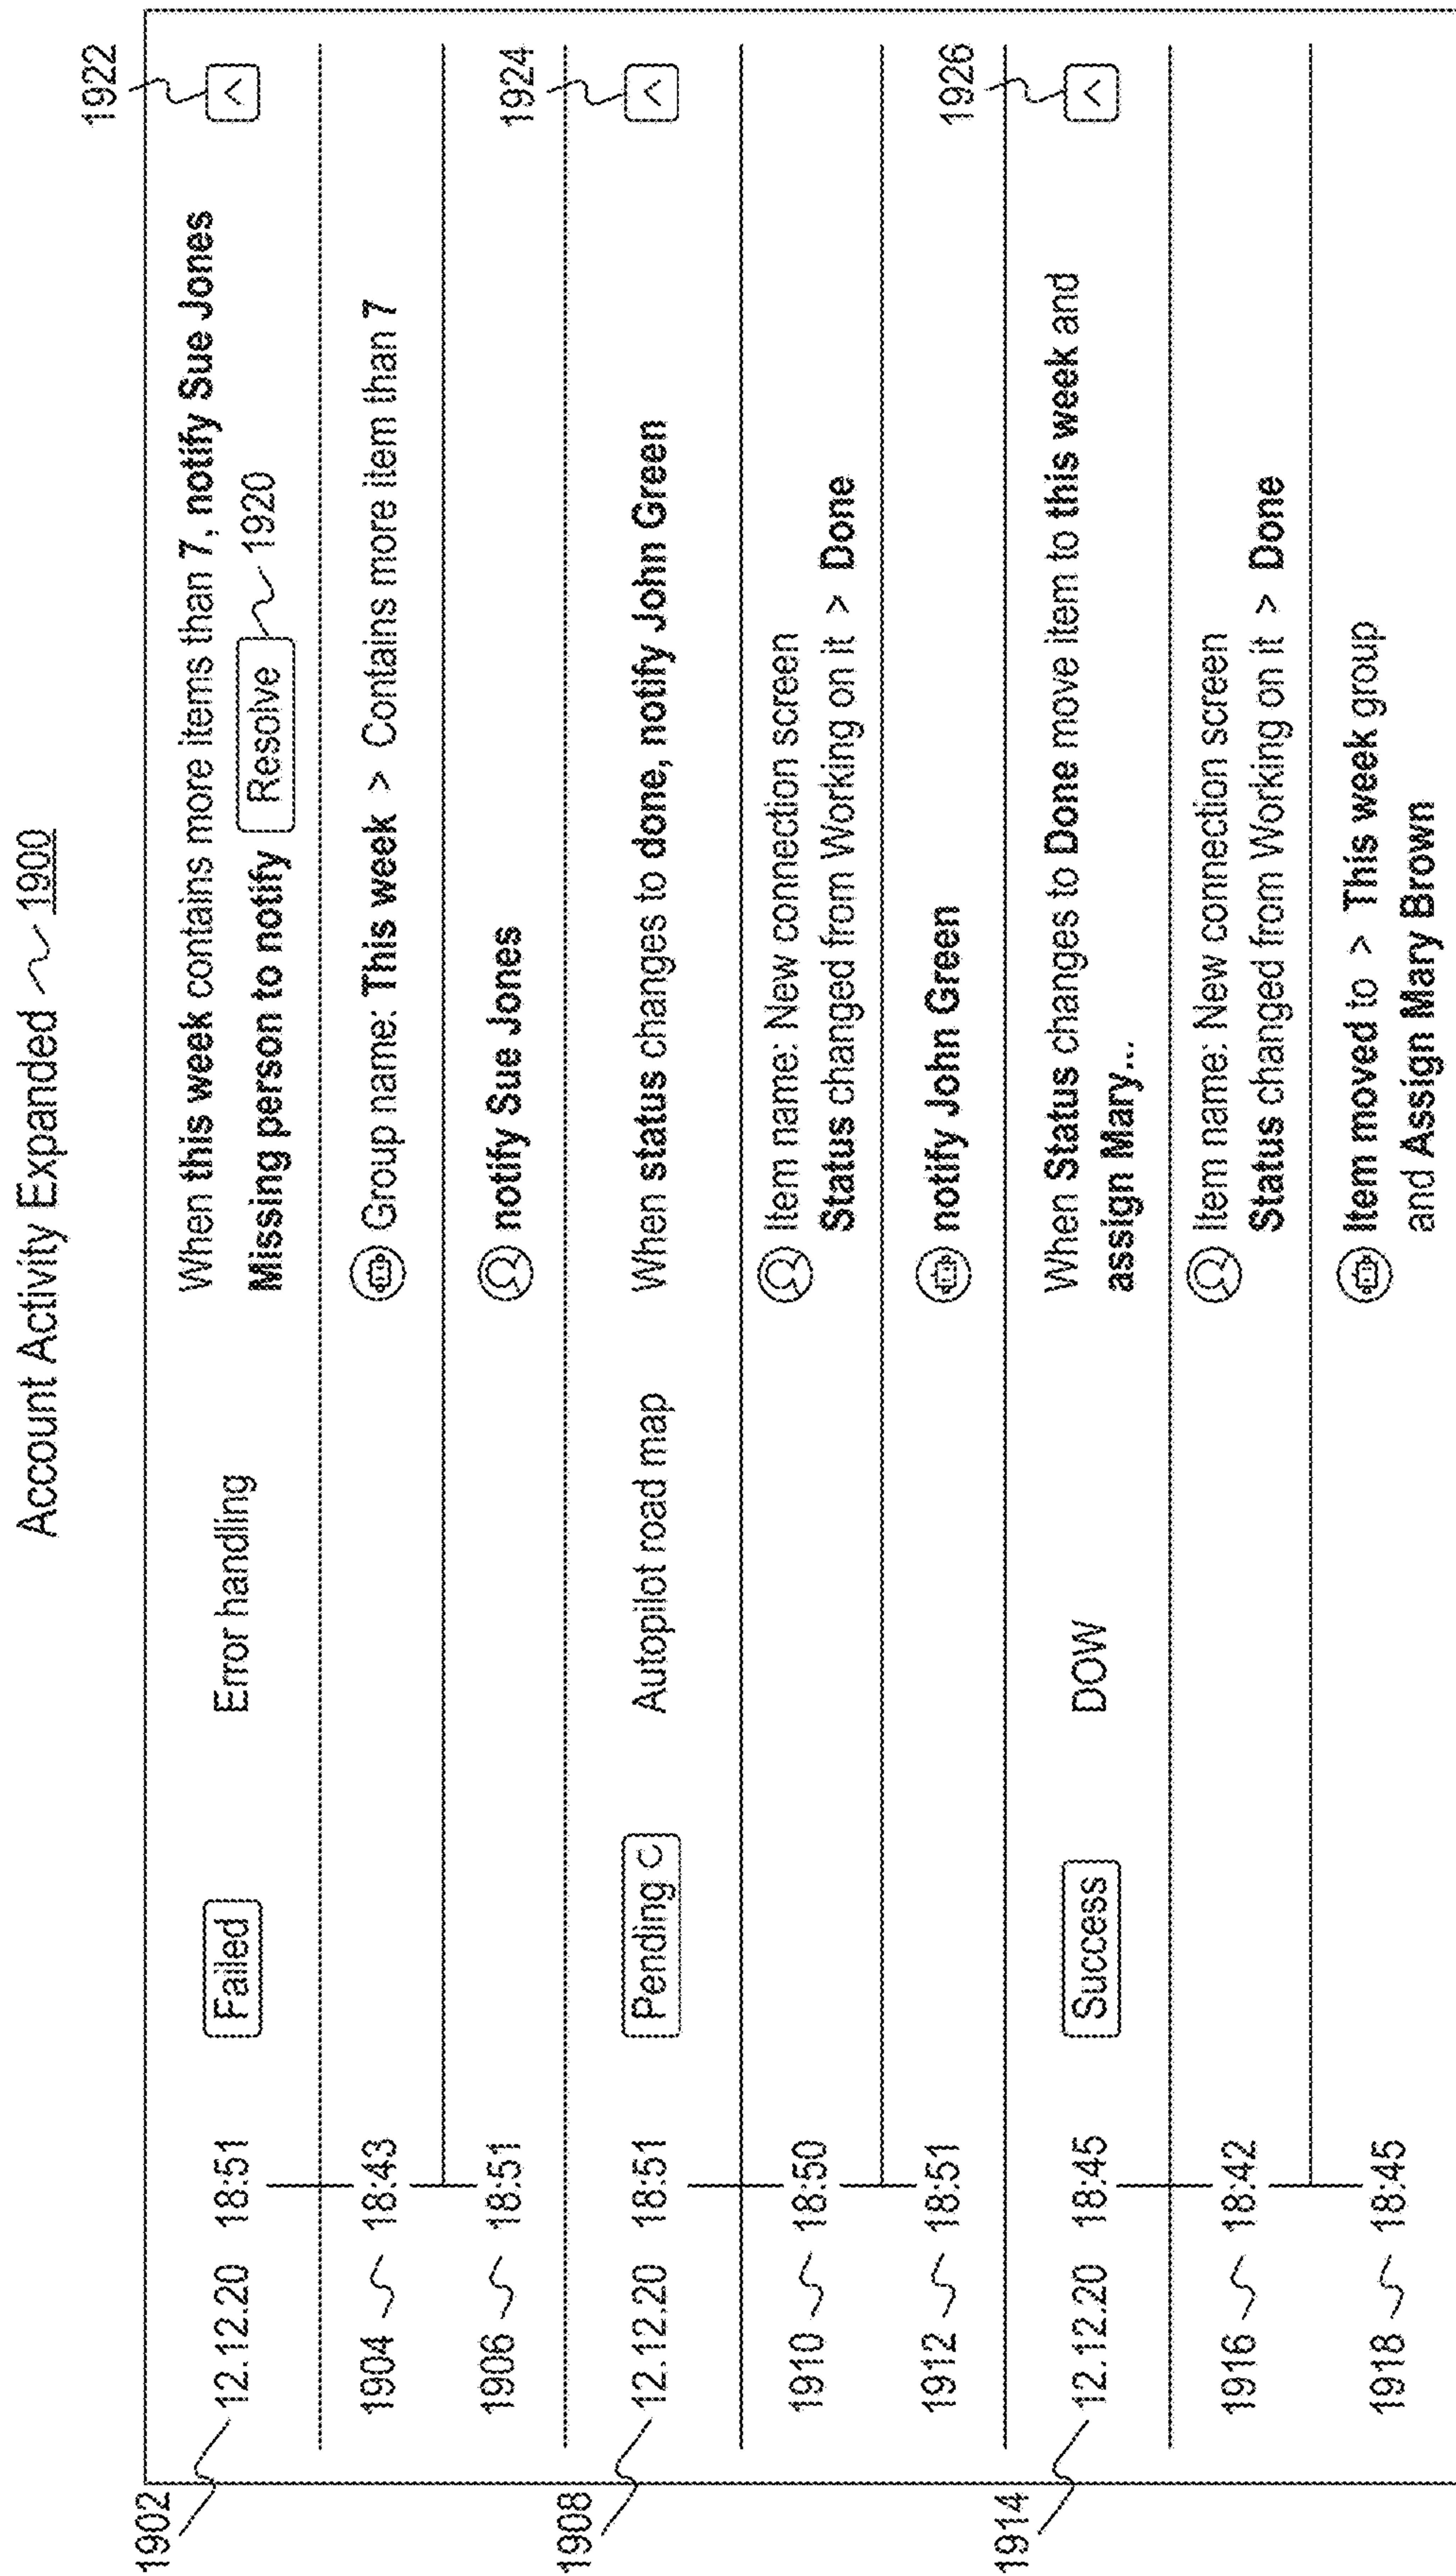 Account Activity Expanded 1900
1922
1902
12.12.20 18:51 Failed Error handling When this week contains more items than 7, notify Sue Jones
Missing person to notify Resolve 1920
1904 18:43 Group name: This week > Contains more item than 7
1906 18:51 notify Sue Jones
1924
1908
12.12.20 18:51 Pending Autopilot road map When status changes to done, notify John Green
1910 18:50 Item name: New connection screen
Status changed from Working on it > Done
1912 18:51 notify John Green
1926
1914
12.12.20 18:45 Success DOW When Status changes to Done move item to this week and
assign Mary...
1916 18:42 Item name: New connection screen
Status changed from Working on it > Done
1918 18:45 Item moved to > This week group
and Assign Mary Brown